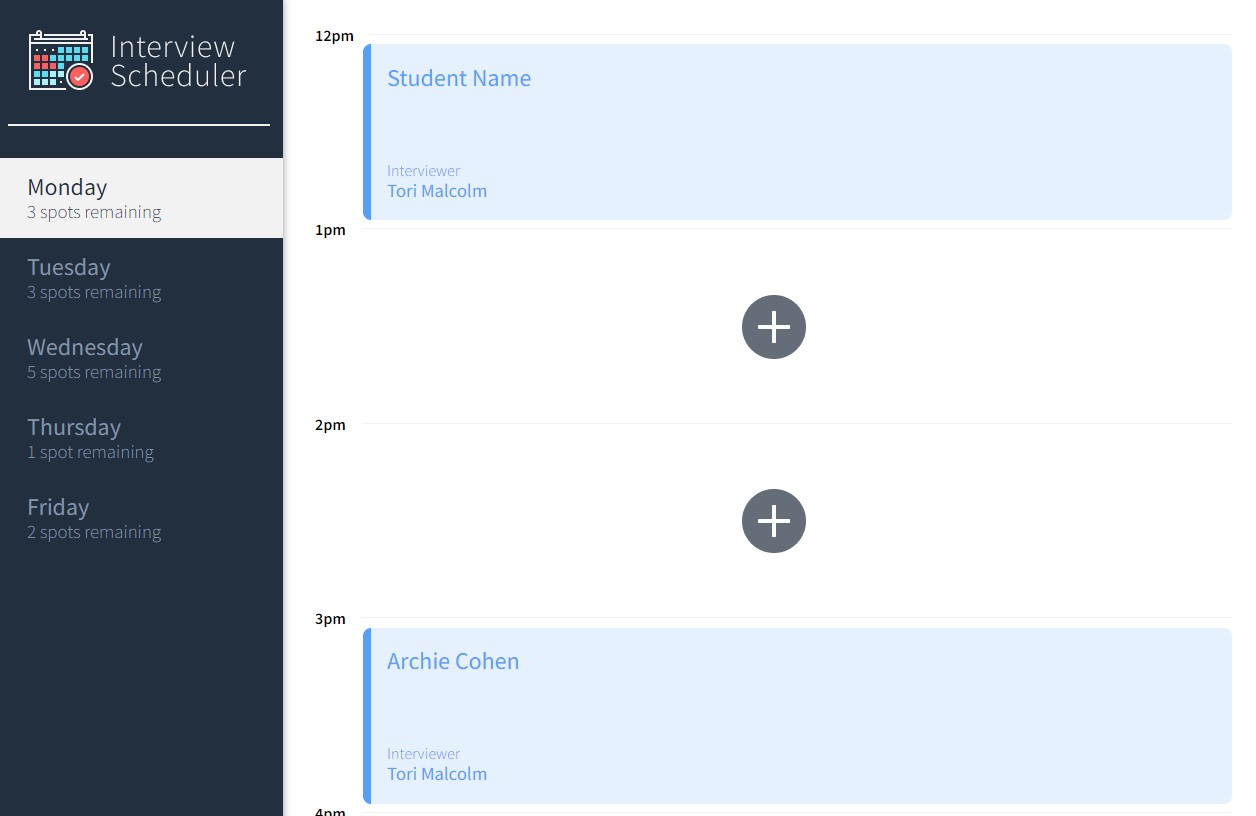 Interview
Scheduler
Monday
3 spots remaining
Tuesday
3 spots remaining
Wednesday
5 spots remaining
Thursday
1 spot remaining
Friday
2 spots remaining
12pm
Student Name
Interviewer
Tori Malcolm
1pm
2pm
3pm
Archie Cohen
Interviewer
Tori Malcolm
4pm